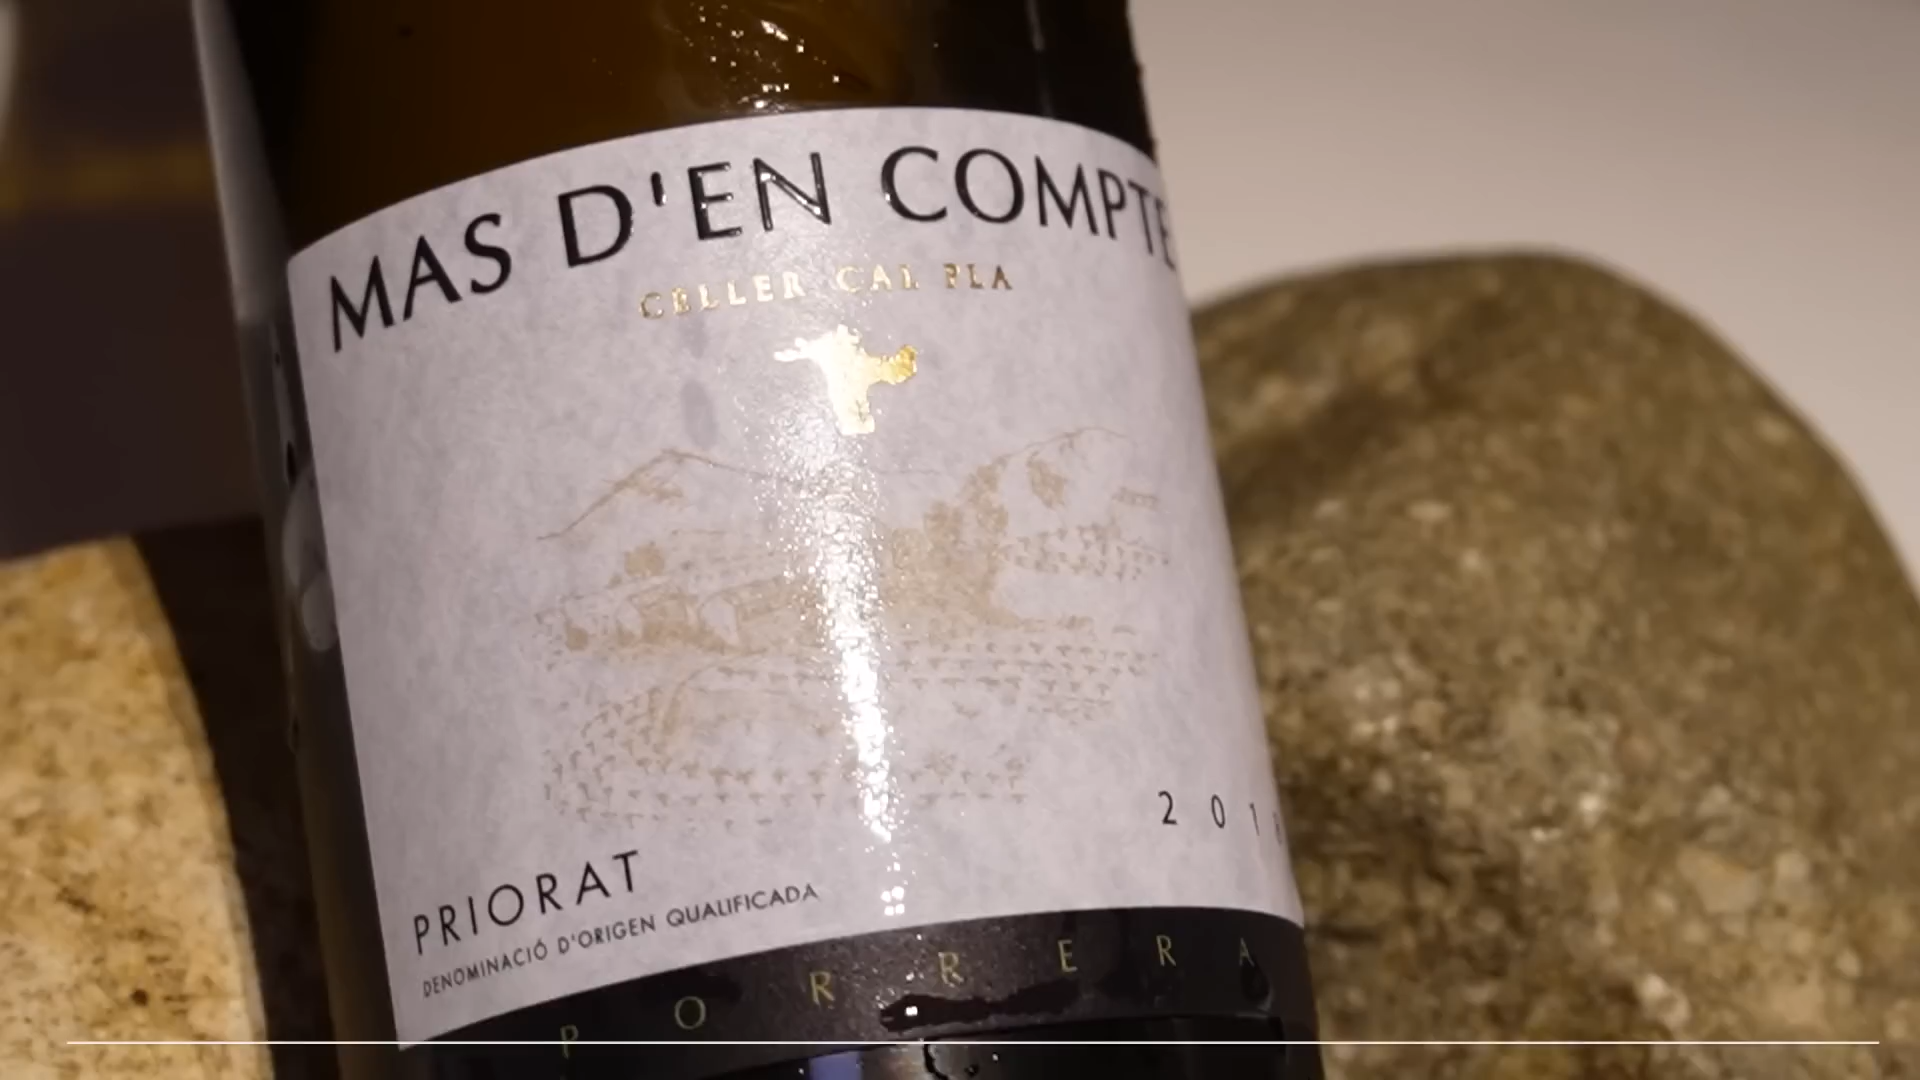 MAS D'EN COMPTE
CELLER CAL PLA
PRIORAT
DENOMINACIÓ D'ORIGEN QUALIFICADA
PORRERA